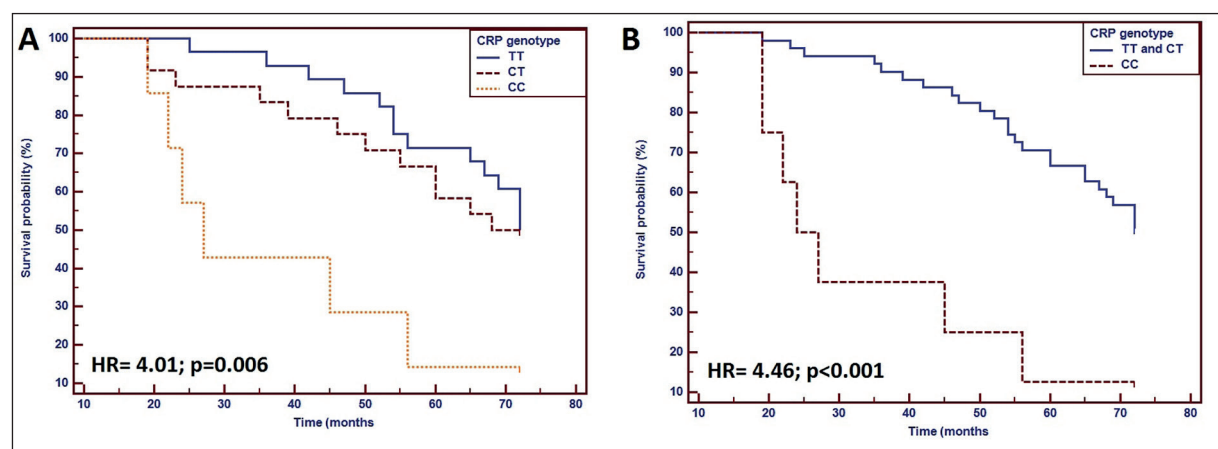 A
CRP genotype
TT
CT
CC
Survival probability (%)
100
90
80
70
60
50
40
30
20
10
HR= 4.01; p=0.006
10 20 30 40 50 60 70 80
Time (months
B
CRP genotype
TT and CT
CC
Survival probability (%)
100
90
80
70
60
50
40
30
20
10
HR= 4.46; p<0.001
10 20 30 40 50 60 70 80
Time (months